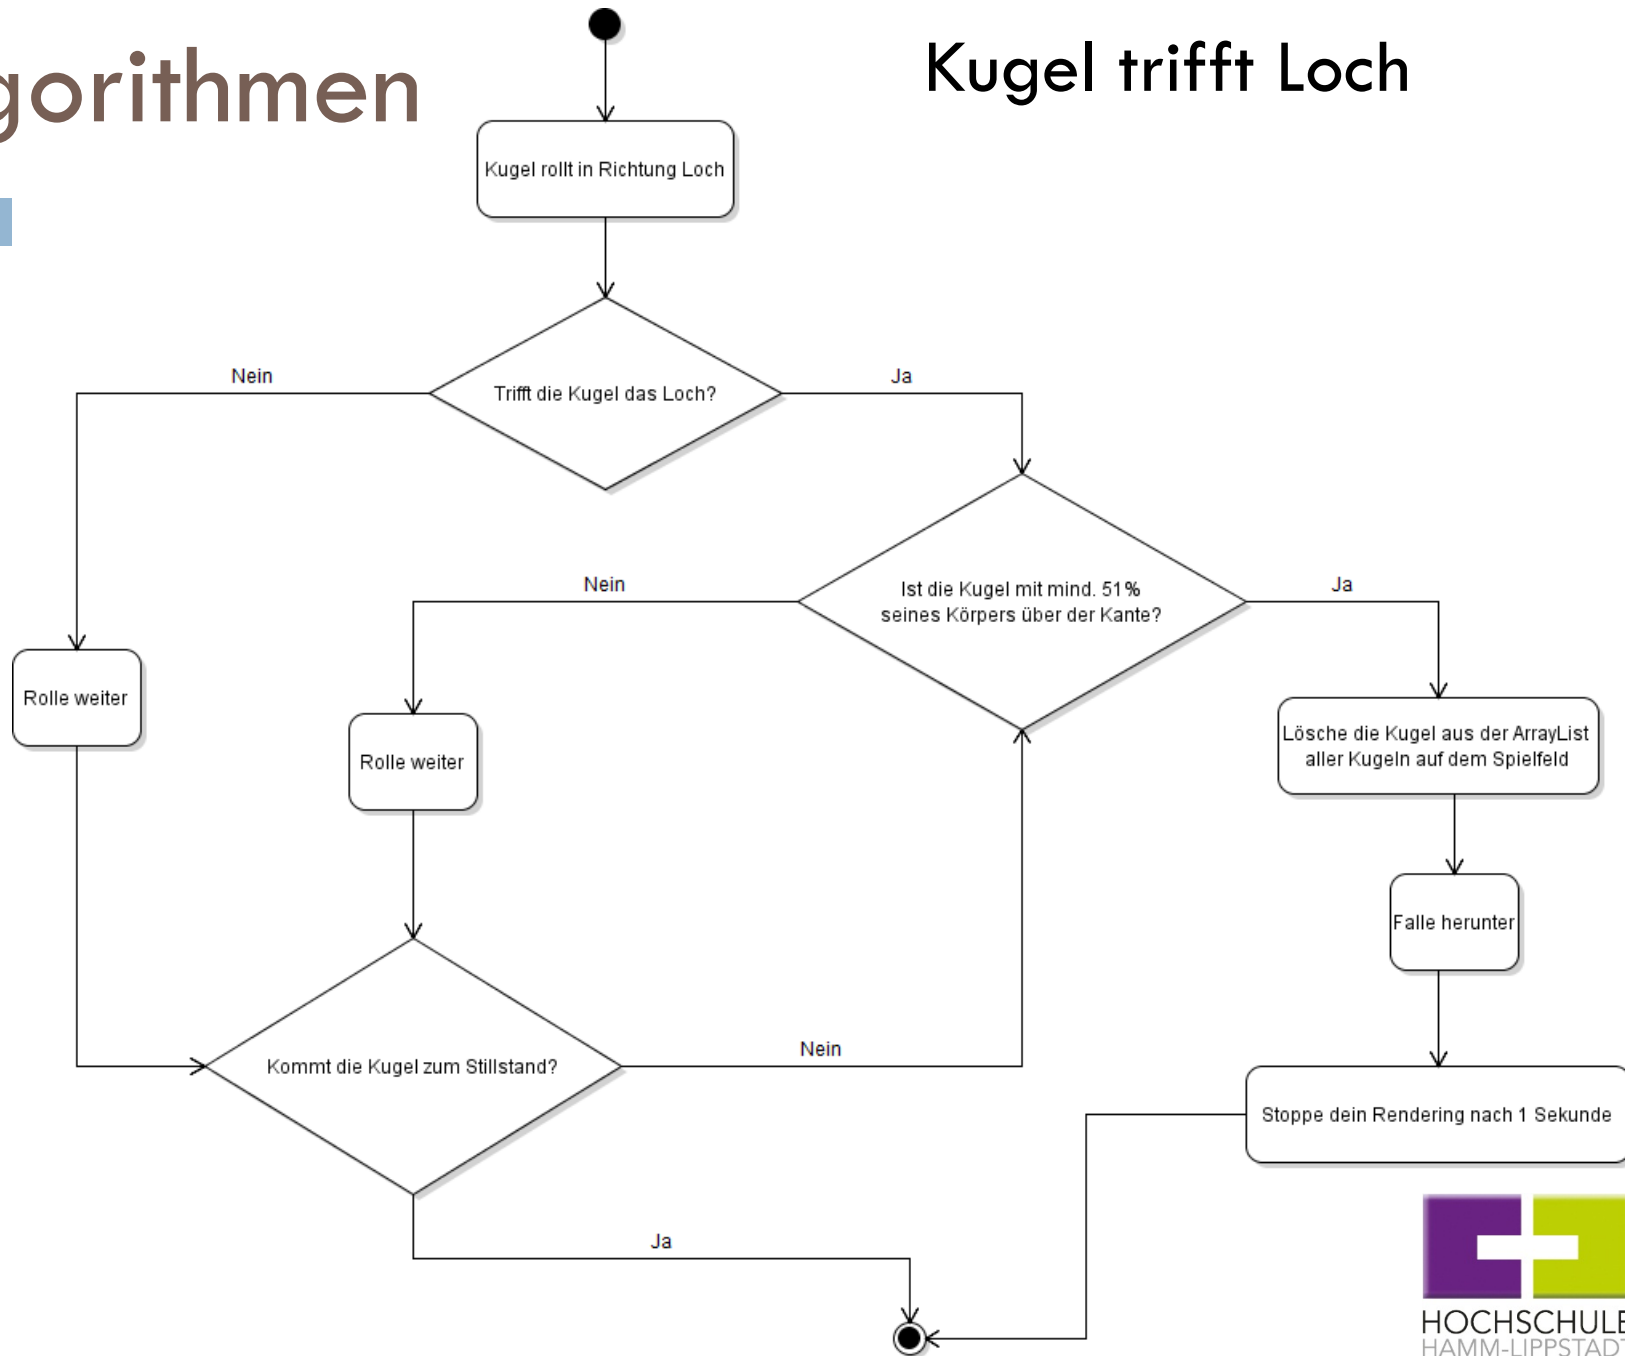 gorithmen
Kugel trifft Loch
Kugel rollt in Richtung Loch
Trifft die Kugel das Loch?
Nein
Ja
Ist die Kugel mit mind. 51%
seines Körpers über der Kante?
Nein
Ja
Rolle weiter
Rolle weiter
Lösche die Kugel aus der ArrayList
aller Kugeln auf dem Spielfeld
Falle herunter
Kommt die Kugel zum Stillstand?
Nein
Stoppe dein Rendering nach 1 Sekunde
Ja
HOCHSCHULE
HAMM-LIPPSTADT